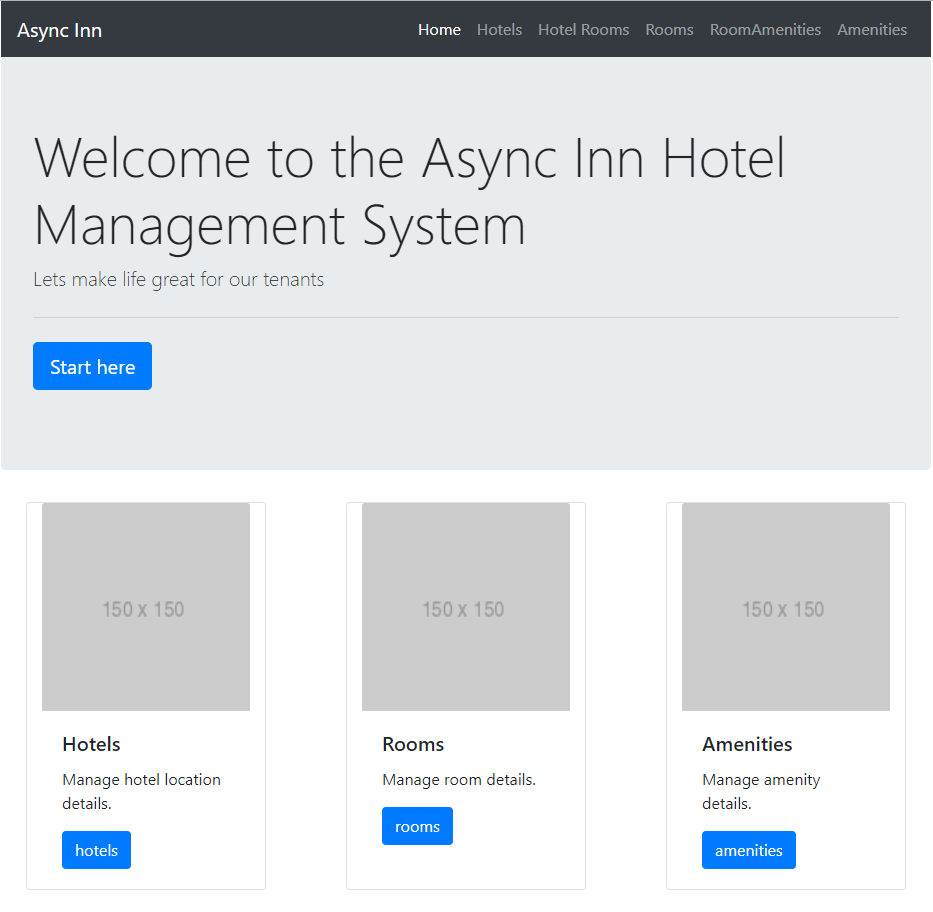 Async Inn
Home Hotels Hotel Rooms Rooms RoomAmenities Amenities
Welcome to the Async Inn Hotel
Management System
Lets make life great for our tenants
Start here
150 x 150
150 x 150
150 x 150
Hotels
Manage hotel location
details.
hotels
Rooms
Manage room details.
rooms
Amenities
Manage amenity
details.
amenities